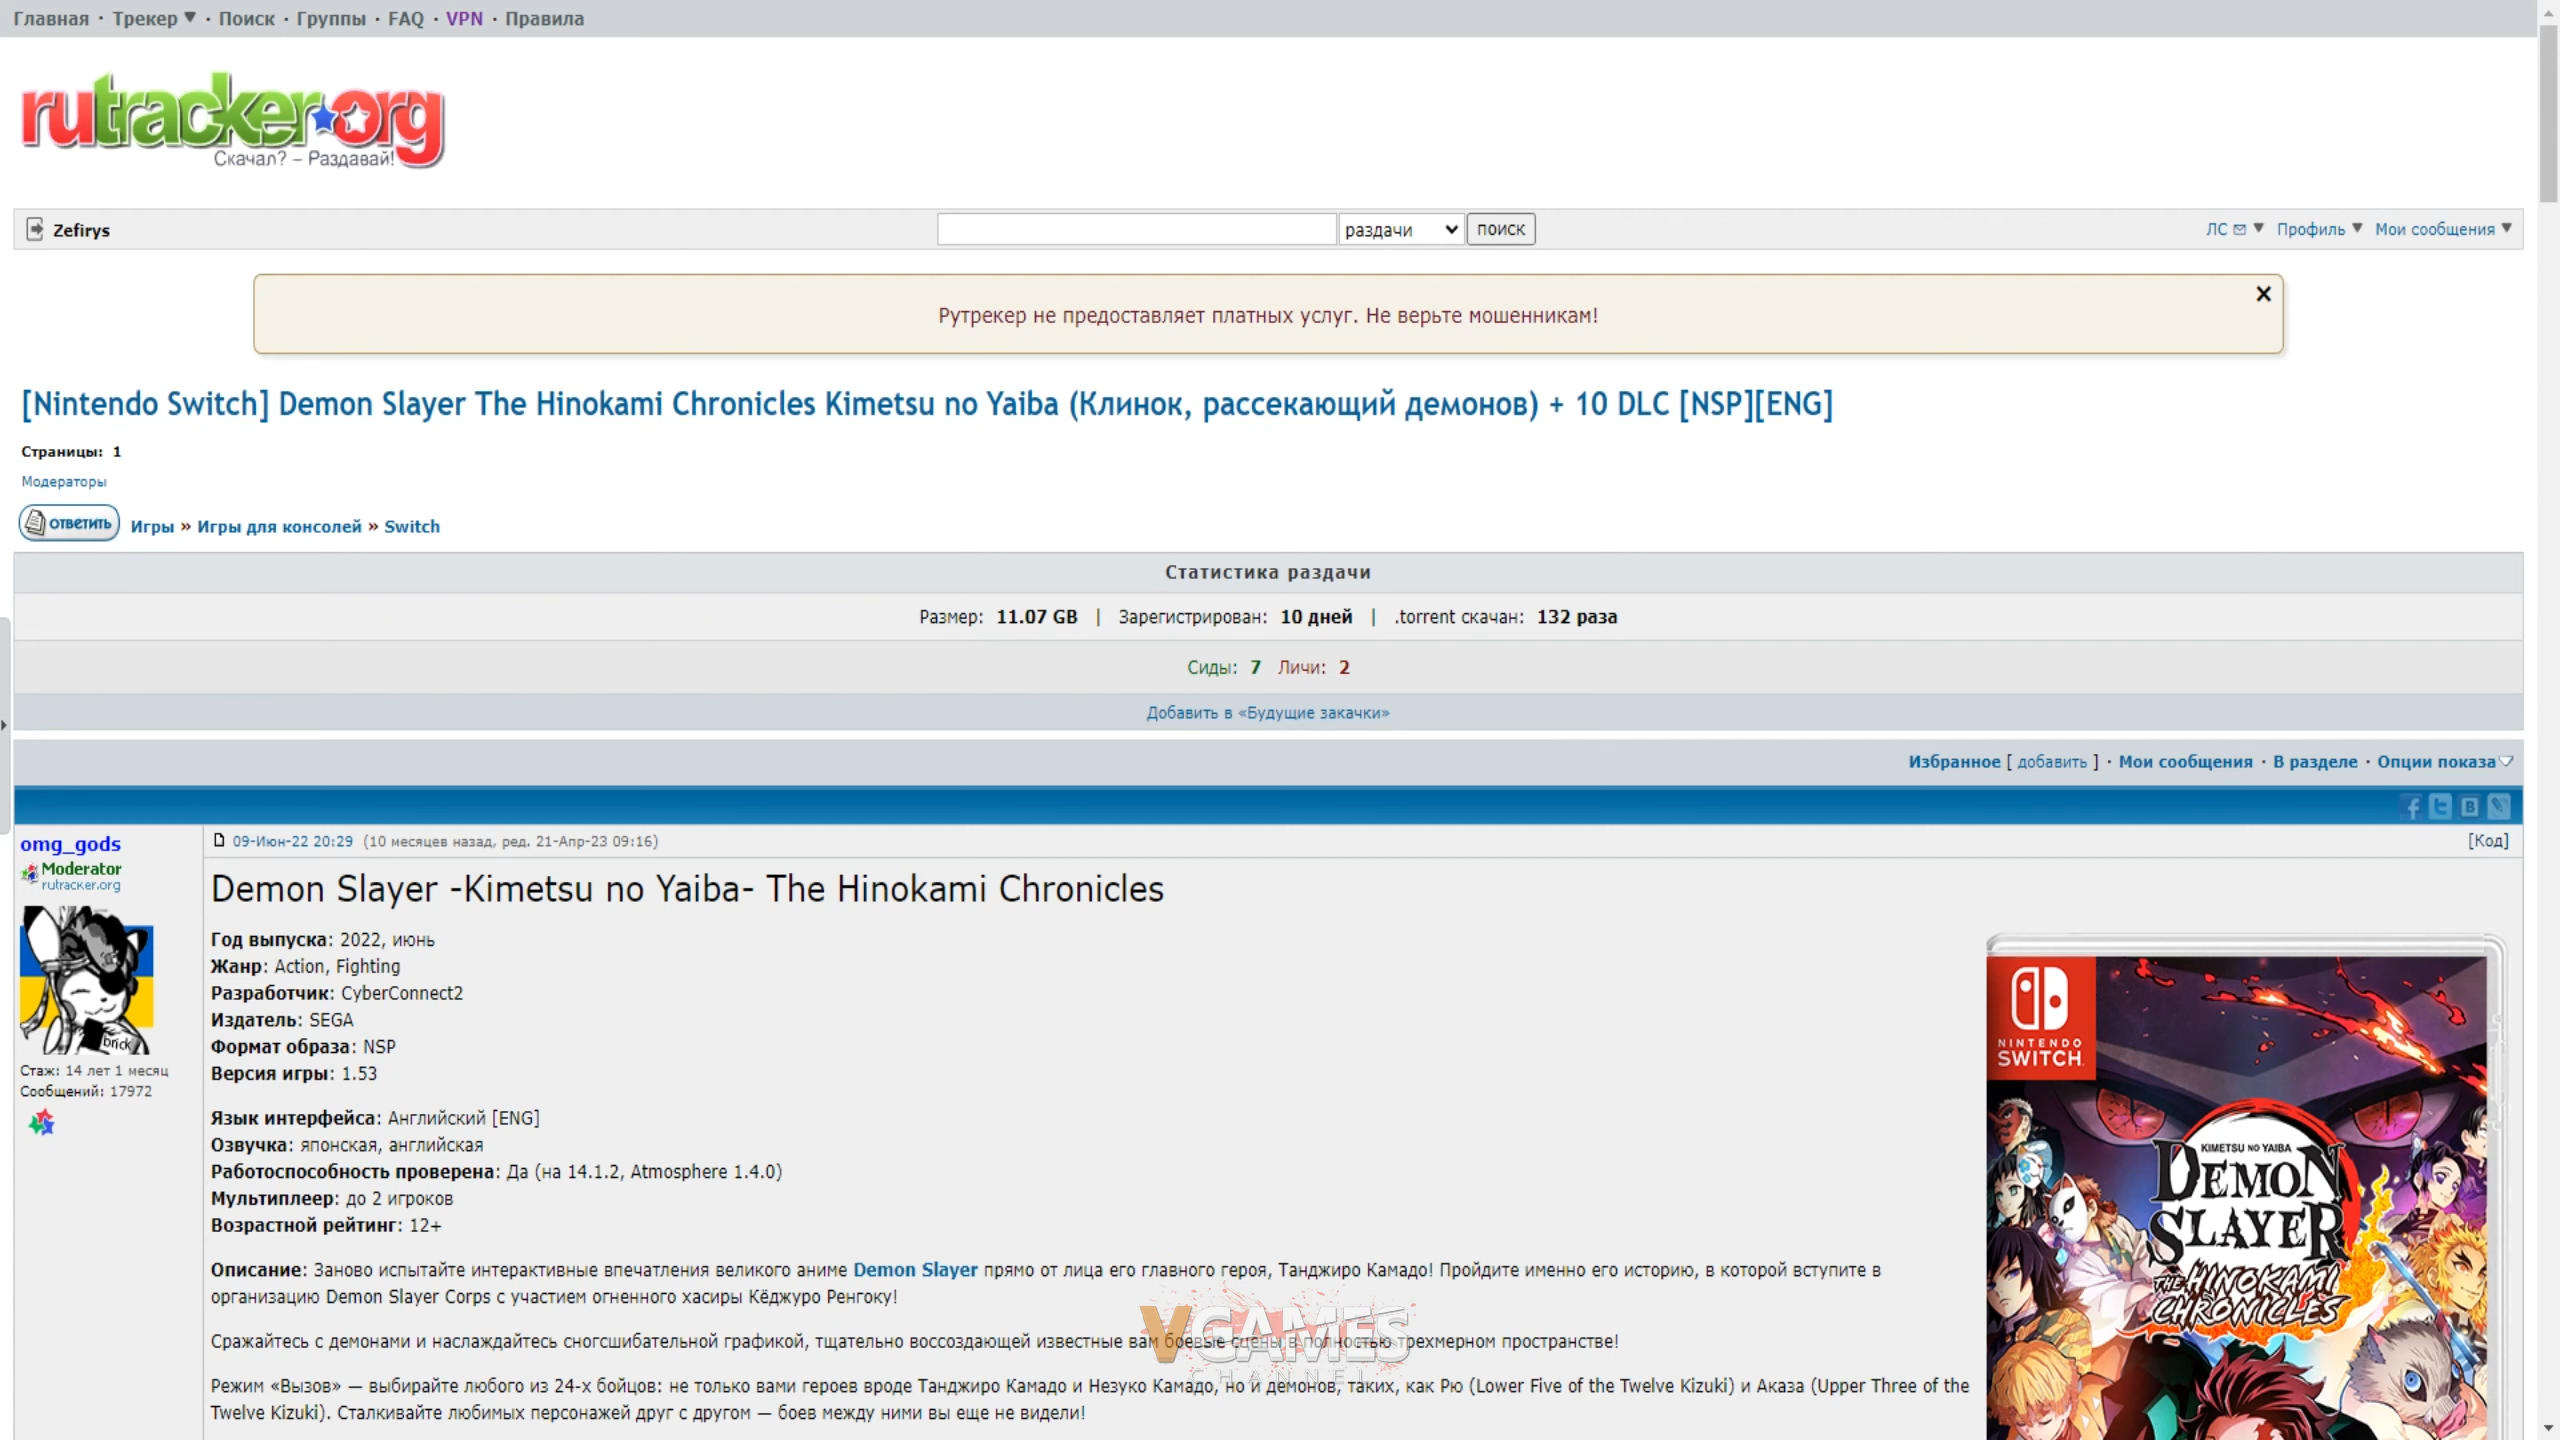 Главная · Трекер · Поиск · Группы · FAQ · VPN · Правила
rutracker.org
Скачал? – Раздавай!
Zefirys
раздачи
поиск
ЛС Профиль Мои сообщения
Рутрекер не предоставляет платных услуг. Не верьте мошенникам!
[Nintendo Switch] Demon Slayer The Hinokami Chronicles Kimetsu no Yaiba (Клинок, рассекающий демонов) + 10 DLC [NSP][ENG]
Страницы: 1
Модераторы
ответить Игры » Игры для консолей » Switch
Статистика раздачи
Размер: 11.07 GB | Зарегистрирован: 10 дней | .torrent скачан: 132 раза
Сиды: 7 Личи: 2
Добавить в «Будущие закачки»
Избранное [ добавить ] · Мои сообщения · В разделе · Опции показа
omg_gods
Moderator
rutracker.org
brick
Стаж: 14 лет 1 месяц
Сообщений: 17972
09-Июн-22 20:29 (10 месяцев назад, ред. 21-Апр-23 09:16)
[Код]
Demon Slayer -Kimetsu no Yaiba- The Hinokami Chronicles
Год выпуска: 2022, июнь
Жанр: Action, Fighting
Разработчик: CyberConnect2
Издатель: SEGA
Формат образа: NSP
Версия игры: 1.53
Язык интерфейса: Английский [ENG]
Озвучка: японская, английская
Работоспособность проверена: Да (на 14.1.2, Atmosphere 1.4.0)
Мультиплеер: до 2 игроков
Возрастной рейтинг: 12+
Описание: Заново испытайте интерактивные впечатления великого аниме Demon Slayer прямо от лица его главного героя, Танджиро Камадо! Пройдите именно его историю, в которой вступите в
организацию Demon Slayer Corps с участием огненного хасиры Кёджуро Ренгоку!
Сражайтесь с демонами и наслаждайтесь сногсшибательной графикой, тщательно воссоздающей известные вам боевые сцены в полностью трехмерном пространстве!
Режим «Вызов» — выбирайте любого из 24-х бойцов: не только вами героев вроде Танджиро Камадо и Незуко Камадо, но и демонов, таких, как Рю (Lower Five of the Twelve Kizuki) и Аказа (Upper Three of the
Twelve Kizuki). Сталкивайте любимых персонажей друг с другом — боев между ними вы еще не видели!
NINTENDO
SWITCH
KIMETSU NO YAIBA
DEMON
SLAYER
THE HINOKAMI
CHRONICLES
VGAMES
CHANNEL